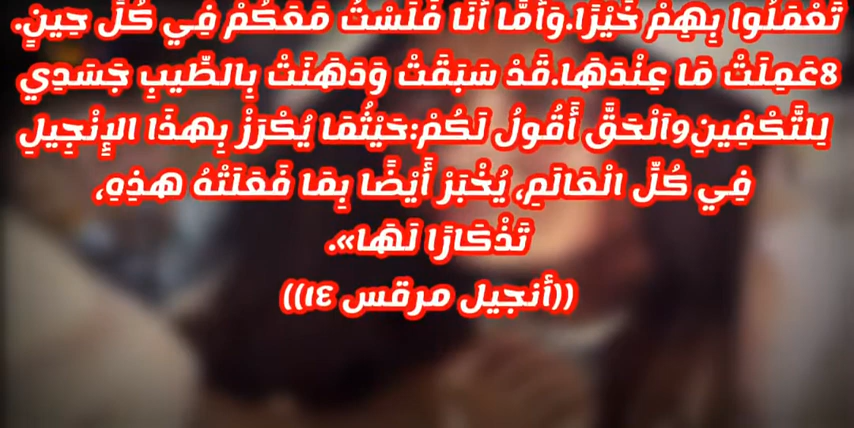 تَعْمَلُوا بِهِمْ خَيْرًا.وَأَمَّا أَنَا فَلَسْتُ مَعَكُمْ فِي كُلِّ حِينٍ.
8عَمِلَتْ مَا عِنْدَهَا.قَدْ سَبَقَتْ وَدَهَنَتْ بِالطِّيبِ جَسَدِي
لِلتَّكْفِينِ9اَلْحَقَّ أَقُولُ لَكُمْ:حَيْثُمَا يُكْرَزْ بِهذَا الإِنْجِيلِ
فِي كُلِّ الْعَالَمِ، يُخْبَرْ أَيْضًا بِمَا فَعَلَتْهُ هذِهِ،
تَذْكَارًا لَهَا».
((أنجيل مرقس ١٤))